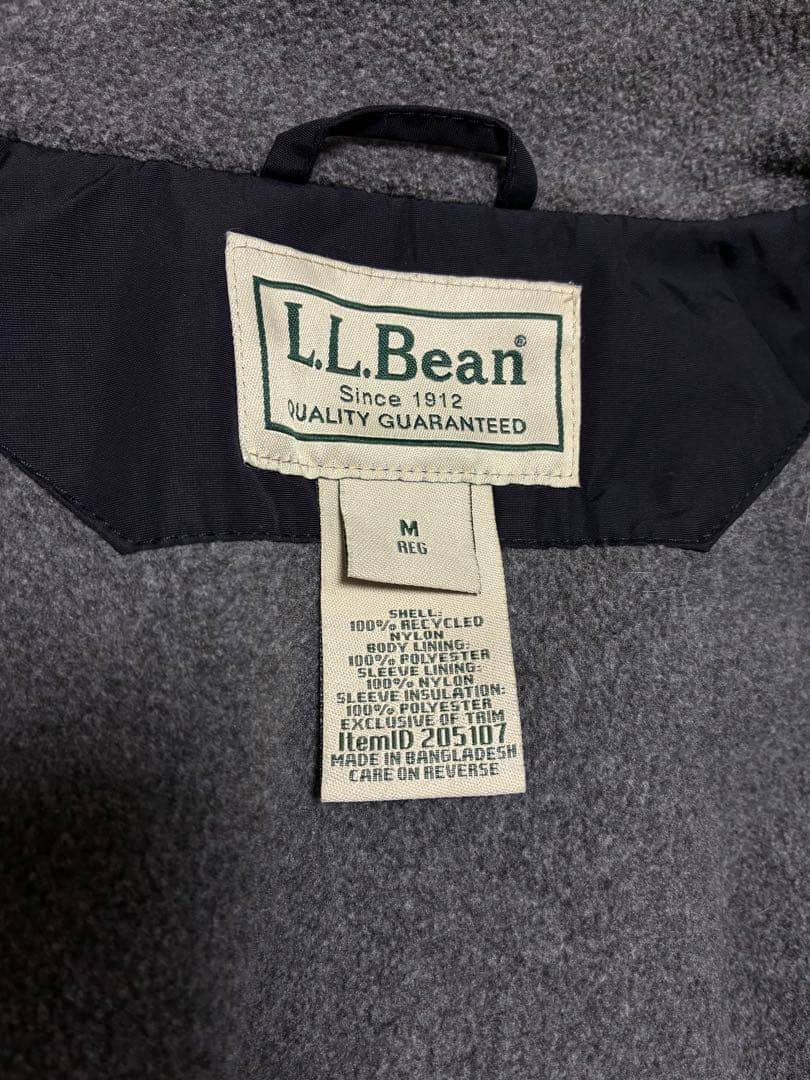 L.L.Bean®
Since 1912
QUALITY GUARANTEED
M
REG
SHELL:
100% RECYCLED
NYLON
BODY LINING:
100% POLYESTER
SLEEVE LINING:
100% NYLON
SLEEVE INSULATION:
100% POLYESTER
EXCLUSIVE OF TRIM
ItemID 205107
MADE IN BANGLADESH
CARE ON REVERSE